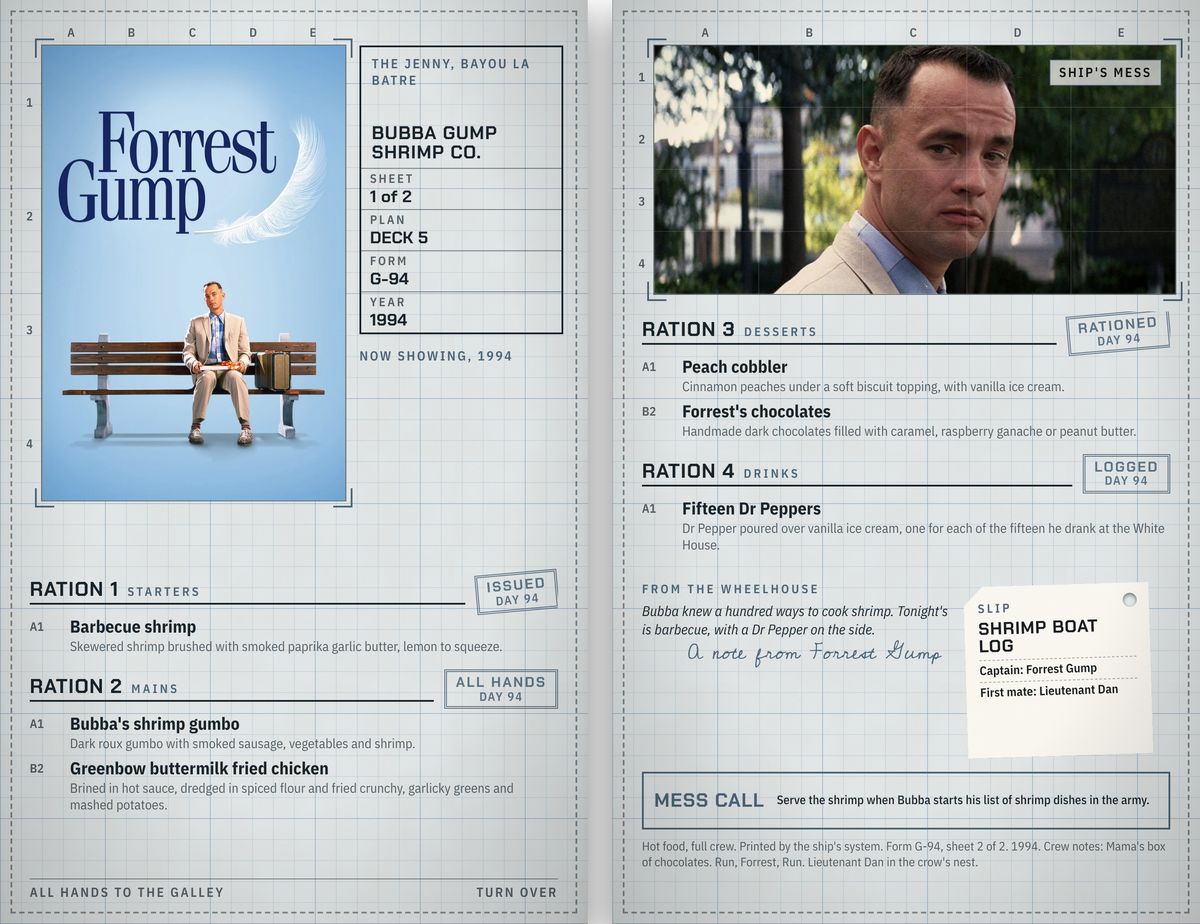 A B C D E
1
2
3
4
Forrest
Gump
THE JENNY, BAYOU LA
BATRE
BUBBA GUMP
SHRIMP CO.
SHEET
1 of 2
PLAN
DECK 5
FORM
G-94
YEAR
1994
NOW SHOWING, 1994
RATION 1 STARTERS
ISSUED
DAY 94
A1 Barbecue shrimp
Skewered shrimp brushed with smoked paprika garlic butter, lemon to squeeze.
RATION 2 MAINS
ALL HANDS
DAY 94
A1 Bubba's shrimp gumbo
Dark roux gumbo with smoked sausage, vegetables and shrimp.
B2 Greenbow buttermilk fried chicken
Brined in hot sauce, dredged in spiced flour and fried crunchy, garlicky greens and
mashed potatoes.
ALL HANDS TO THE GALLEY TURN OVER
A B C D E
1
2
3
4
SHIP'S MESS
RATION 3 DESSERTS
RATIONED
DAY 94
A1 Peach cobbler
Cinnamon peaches under a soft biscuit topping, with vanilla ice cream.
B2 Forrest's chocolates
Handmade dark chocolates filled with caramel, raspberry ganache or peanut butter.
RATION 4 DRINKS
LOGGED
DAY 94
A1 Fifteen Dr Peppers
Dr Pepper poured over vanilla ice cream, one for each of the fifteen he drank at the White
House.
FROM THE WHEELHOUSE
Bubba knew a hundred ways to cook shrimp. Tonight's
is barbecue, with a Dr Pepper on the side.
A note from Forrest Gump
SLIP
SHRIMP BOAT
LOG
Captain: Forrest Gump
First mate: Lieutenant Dan
MESS CALL Serve the shrimp when Bubba starts his list of shrimp dishes in the army.
Hot food, full crew. Printed by the ship's system. Form G-94, sheet 2 of 2. 1994. Crew notes: Mama's box
of chocolates. Run, Forrest, Run. Lieutenant Dan in the crow's nest.